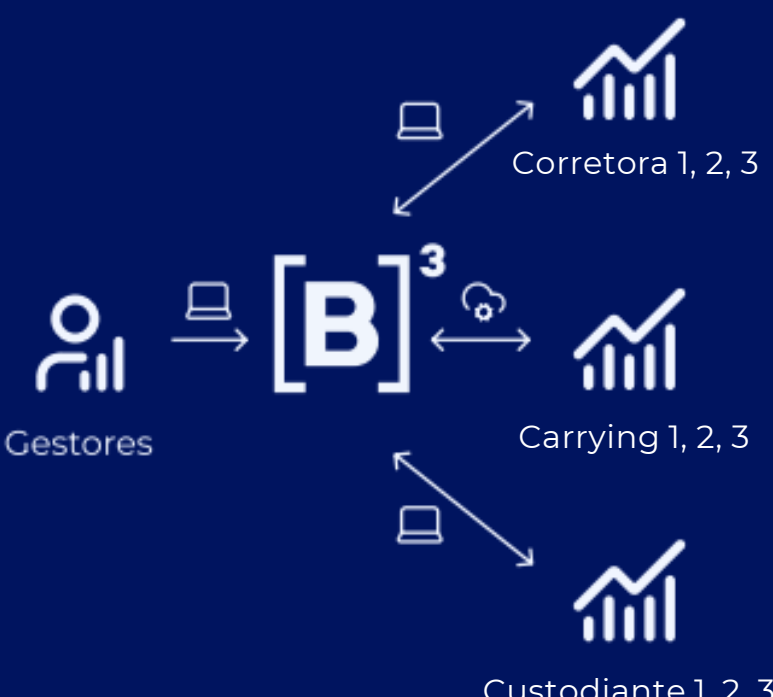 Corretora 1, 2, 3
[B]³
Gestores
Carrying 1, 2, 3
Custodiante 1, 2, 3